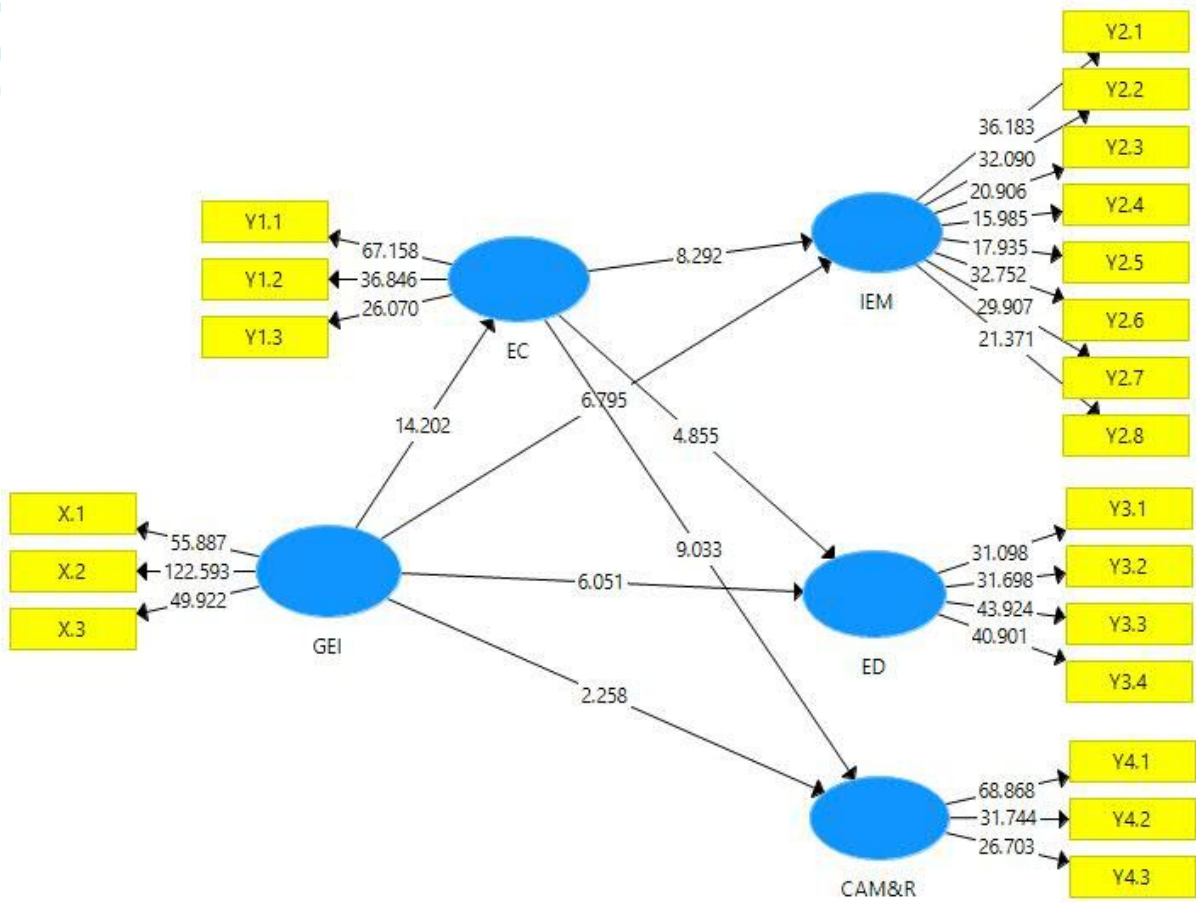 Y2.1
Y2.2
36.183
32.090
Y2.3
20.906
Y2.4
15.985
Y1.1
17.935
67.158
8.292
Y2.5
32.752
Y1.2
36.846
IEM
29.907
26.070
Y2.6
Y1.3
21.371
EC
Y2.7
6.795
14.202
4.855
Y2.8
X.1
Y3.1
55.887
9.033
31.098
X.2
122.593
Y3.2
31.698
6.051
49.922
43.924
Y3.3
X.3
40.901
GEI
ED
Y3.4
2.258
Y4.1
68.868
31.744
Y4.2
26.703
Y4.3
CAM&R